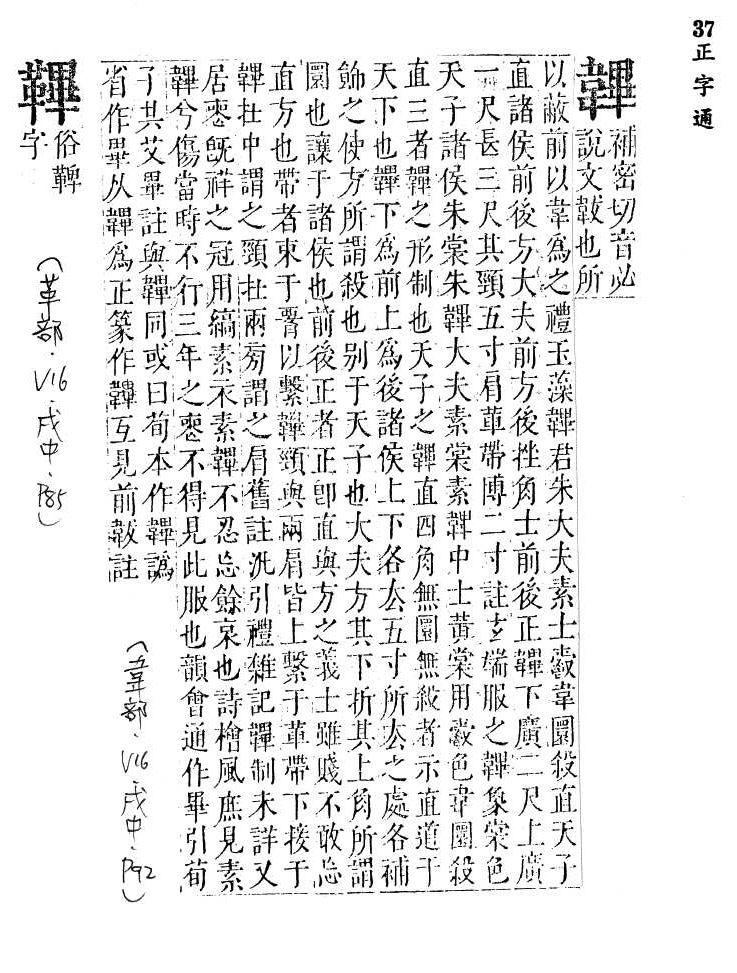 37 正字通
韠
補密切音必
說文韍也所
以蔽前以韋爲之禮玉藻韠君朱大夫素士爵韋圜殺直天子
直諸侯前後方大夫前方後挫角士前後正韠下廣二尺上廣
一尺長三尺其頸五寸肩革帶博二寸註玄端服之韠象裳色
天子諸侯朱裳朱韠大夫素裳素韠中士黃裳用爵色韋圜殺
直三者韠之形制也天子之韠直四角無圜無殺者示直道于
天下也韠下爲前上爲後諸侯上下各去五寸所去之處各補
飾之使方所謂殺也别于天子也大夫方其下折其上角所謂
圜也讓于諸侯也前後正者正卽直與方之義士雖賤不敢忘
直方也帶者束于要以繫韠頸與兩肩皆上繫于革帶下接于
韠在中謂之頸在兩旁謂之肩舊註汎引禮雜記韠制未詳又
居喪旣祥之冠用縞素衣素韠不忍忘餘哀也詩檜風庶見素
韠兮傷當時不行三年之喪不得見此服也韻會通作畢引荀
子共艾畢註與韠同或曰荀本作韠譌
省作畢从韠爲正篆作韠互見前韍註
(韋部．V16．戌中．P92)
鞸
俗韠
字
(革部．V16．戌中．P85)